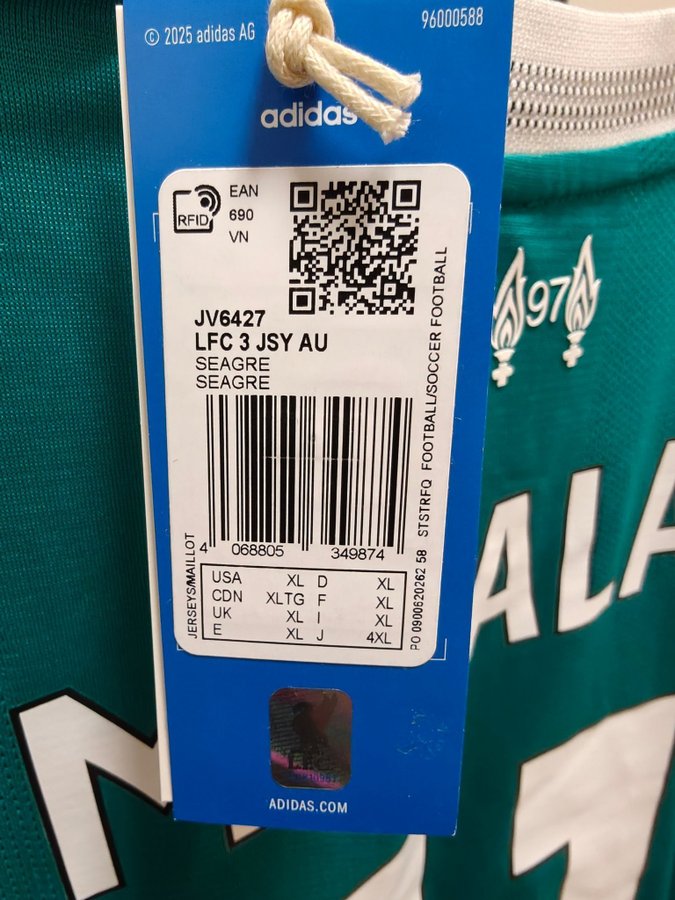 © 2025 adidas AG
96000588
adidas
RFID
EAN
690
VN
JV6427
LFC 3 JSY AU
SEAGRE
SEAGRE
4 068805 349874
USA XL D XL
CDN XLTG F XL
UK XL I XL
E XL J 4XL
JERSEYS/MAILLOT
PO 0900620262 58 STSTRFQ FOOTBALL/SOCCER FOOTBALL
ADIDAS.COM
97
ALA